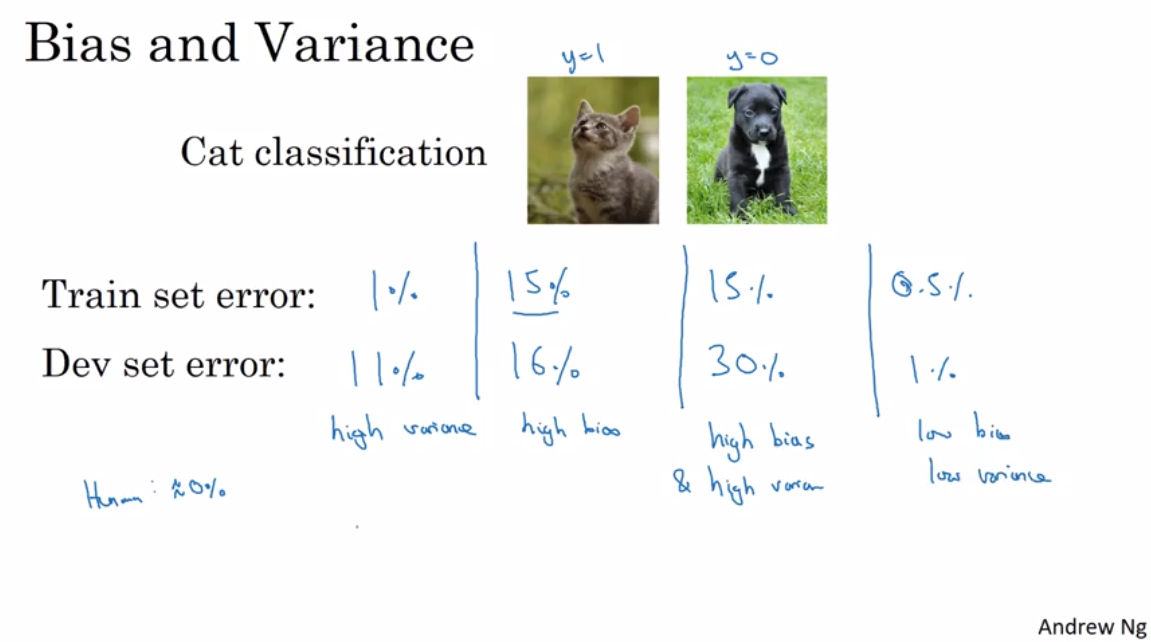 Bias and Variance
y=1 y=0
Cat classification
Train set error: 1% 15% 15% 0.5%
Dev set error: 11% 16% 30% 1%
high variance high bias high bias low bias
& high varian low variance
Human: ≈0%
Andrew Ng